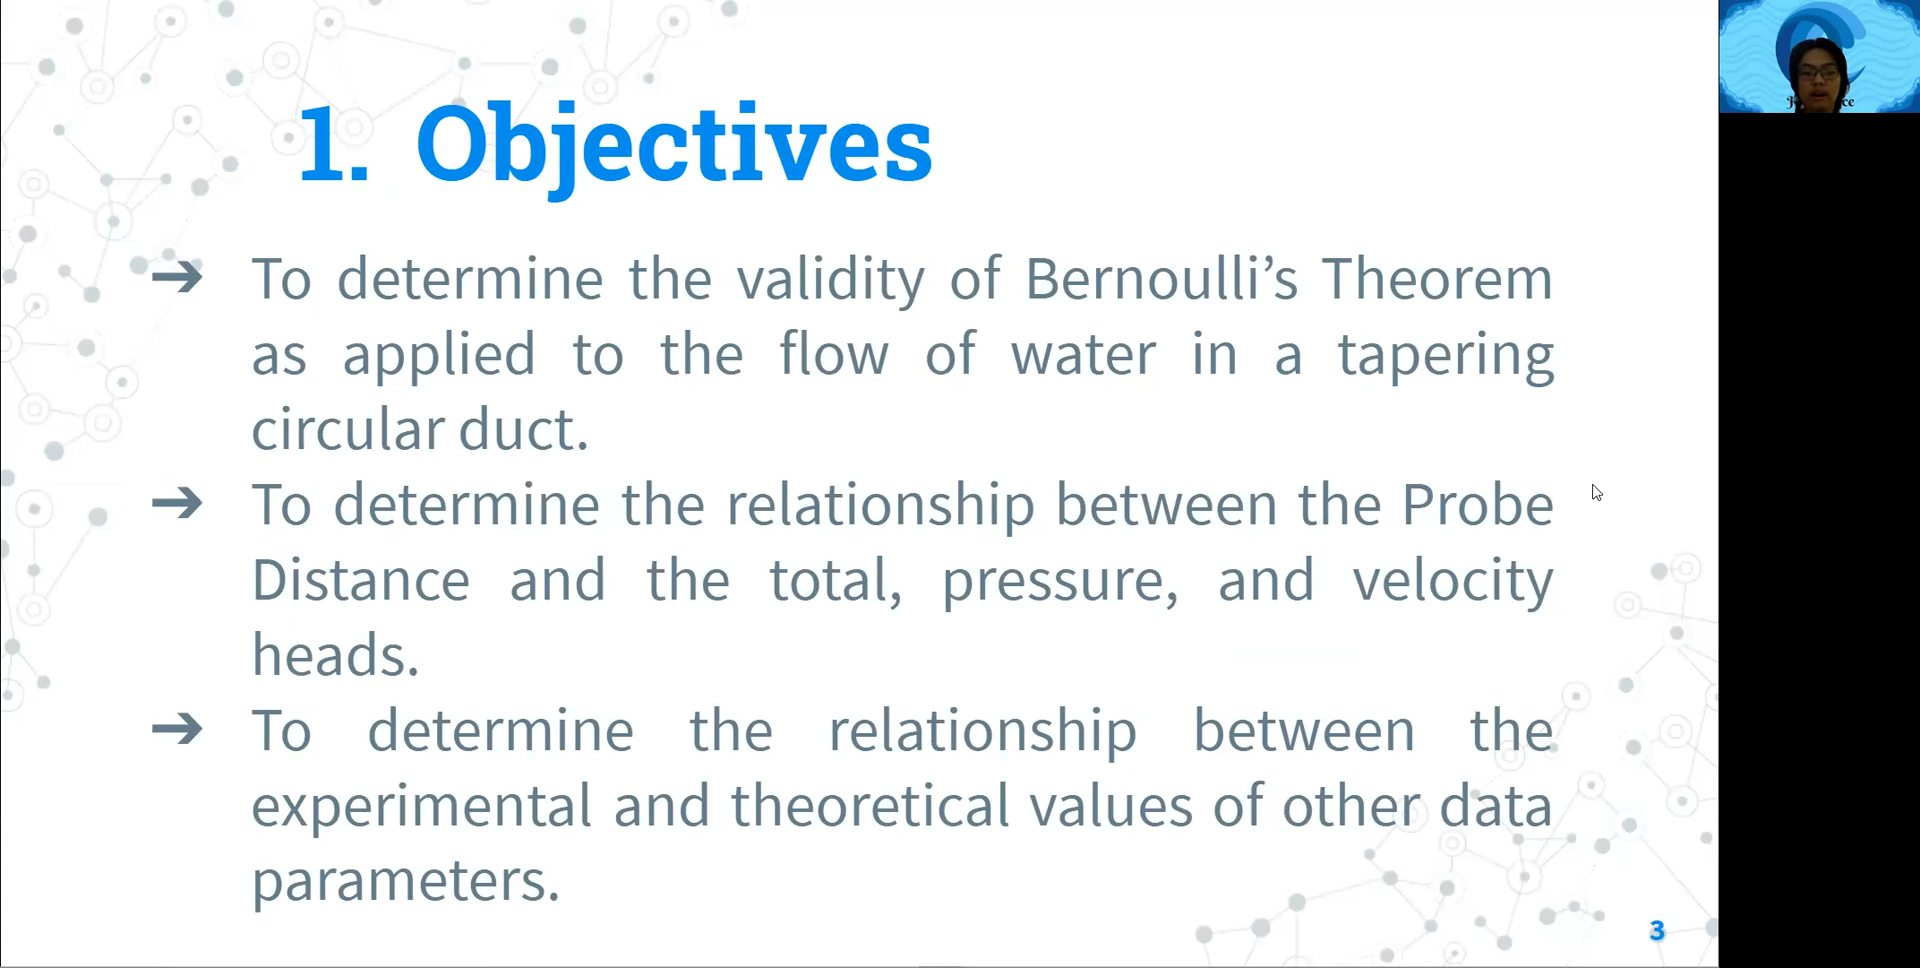 1. Objectives
➔ To determine the validity of Bernoulli’s Theorem
as applied to the flow of water in a tapering
circular duct.
➔ To determine the relationship between the Probe
Distance and the total, pressure, and velocity
heads.
➔ To determine the relationship between the
experimental and theoretical values of other data
parameters.
3